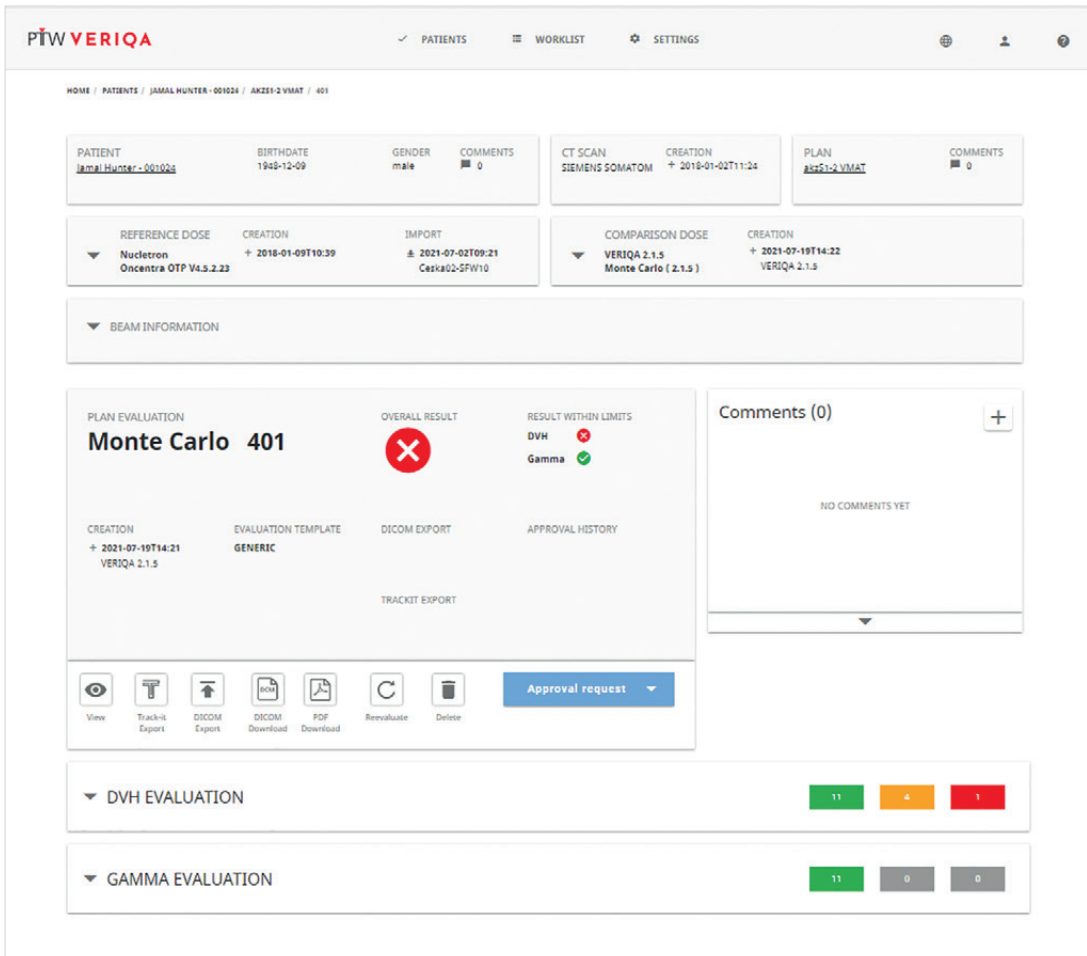 PTW VERIQA
PATIENTS WORKLIST SETTINGS
HOME / PATIENTS / JAMAL HUNTER - 001024 / AKZS1-2 VMAT / 401
PATIENT BIRTHDATE GENDER COMMENTS
Jamal Hunter - 001024 1948-12-09 male 0
CT SCAN CREATION
SIEMENS SOMATOM + 2018-01-02T11:24
PLAN COMMENTS
akzS1-2 VMAT 0
REFERENCE DOSE CREATION IMPORT
Nucletron + 2018-01-09T10:39 2021-07-02T09:21
Oncentra OTP V4.5.2.23 Ceska02-SFW10
COMPARISON DOSE CREATION
VERIQA 2.1.5 + 2021-07-19T14:22
Monte Carlo ( 2.1.5 ) VERIQA 2.1.5
BEAM INFORMATION
PLAN EVALUATION OVERALL RESULT RESULT WITHIN LIMITS
Monte Carlo 401
DVH
Gamma
CREATION EVALUATION TEMPLATE DICOM EXPORT APPROVAL HISTORY
+ 2021-07-19T14:21 GENERIC
VERIQA 2.1.5
TRACKIT EXPORT
DCM
View Track-it DICOM DICOM PDF Reevaluate Delete
Export Export Download Download
Approval request
Comments (0) +
NO COMMENTS YET
DVH EVALUATION 11 4 1
GAMMA EVALUATION 11 0 0